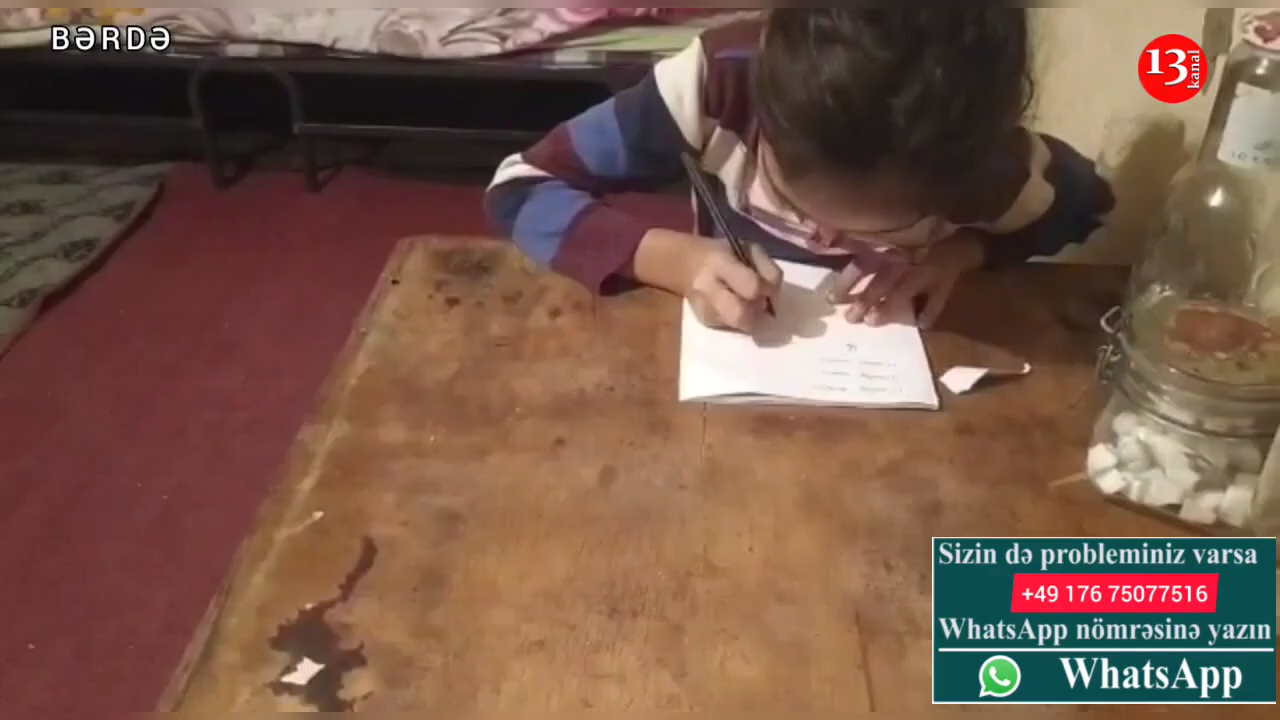 BƏRDƏ
13
kanal
Sizin də probleminiz varsa
+49 176 75077516
WhatsApp nömrəsinə yazın
WhatsApp